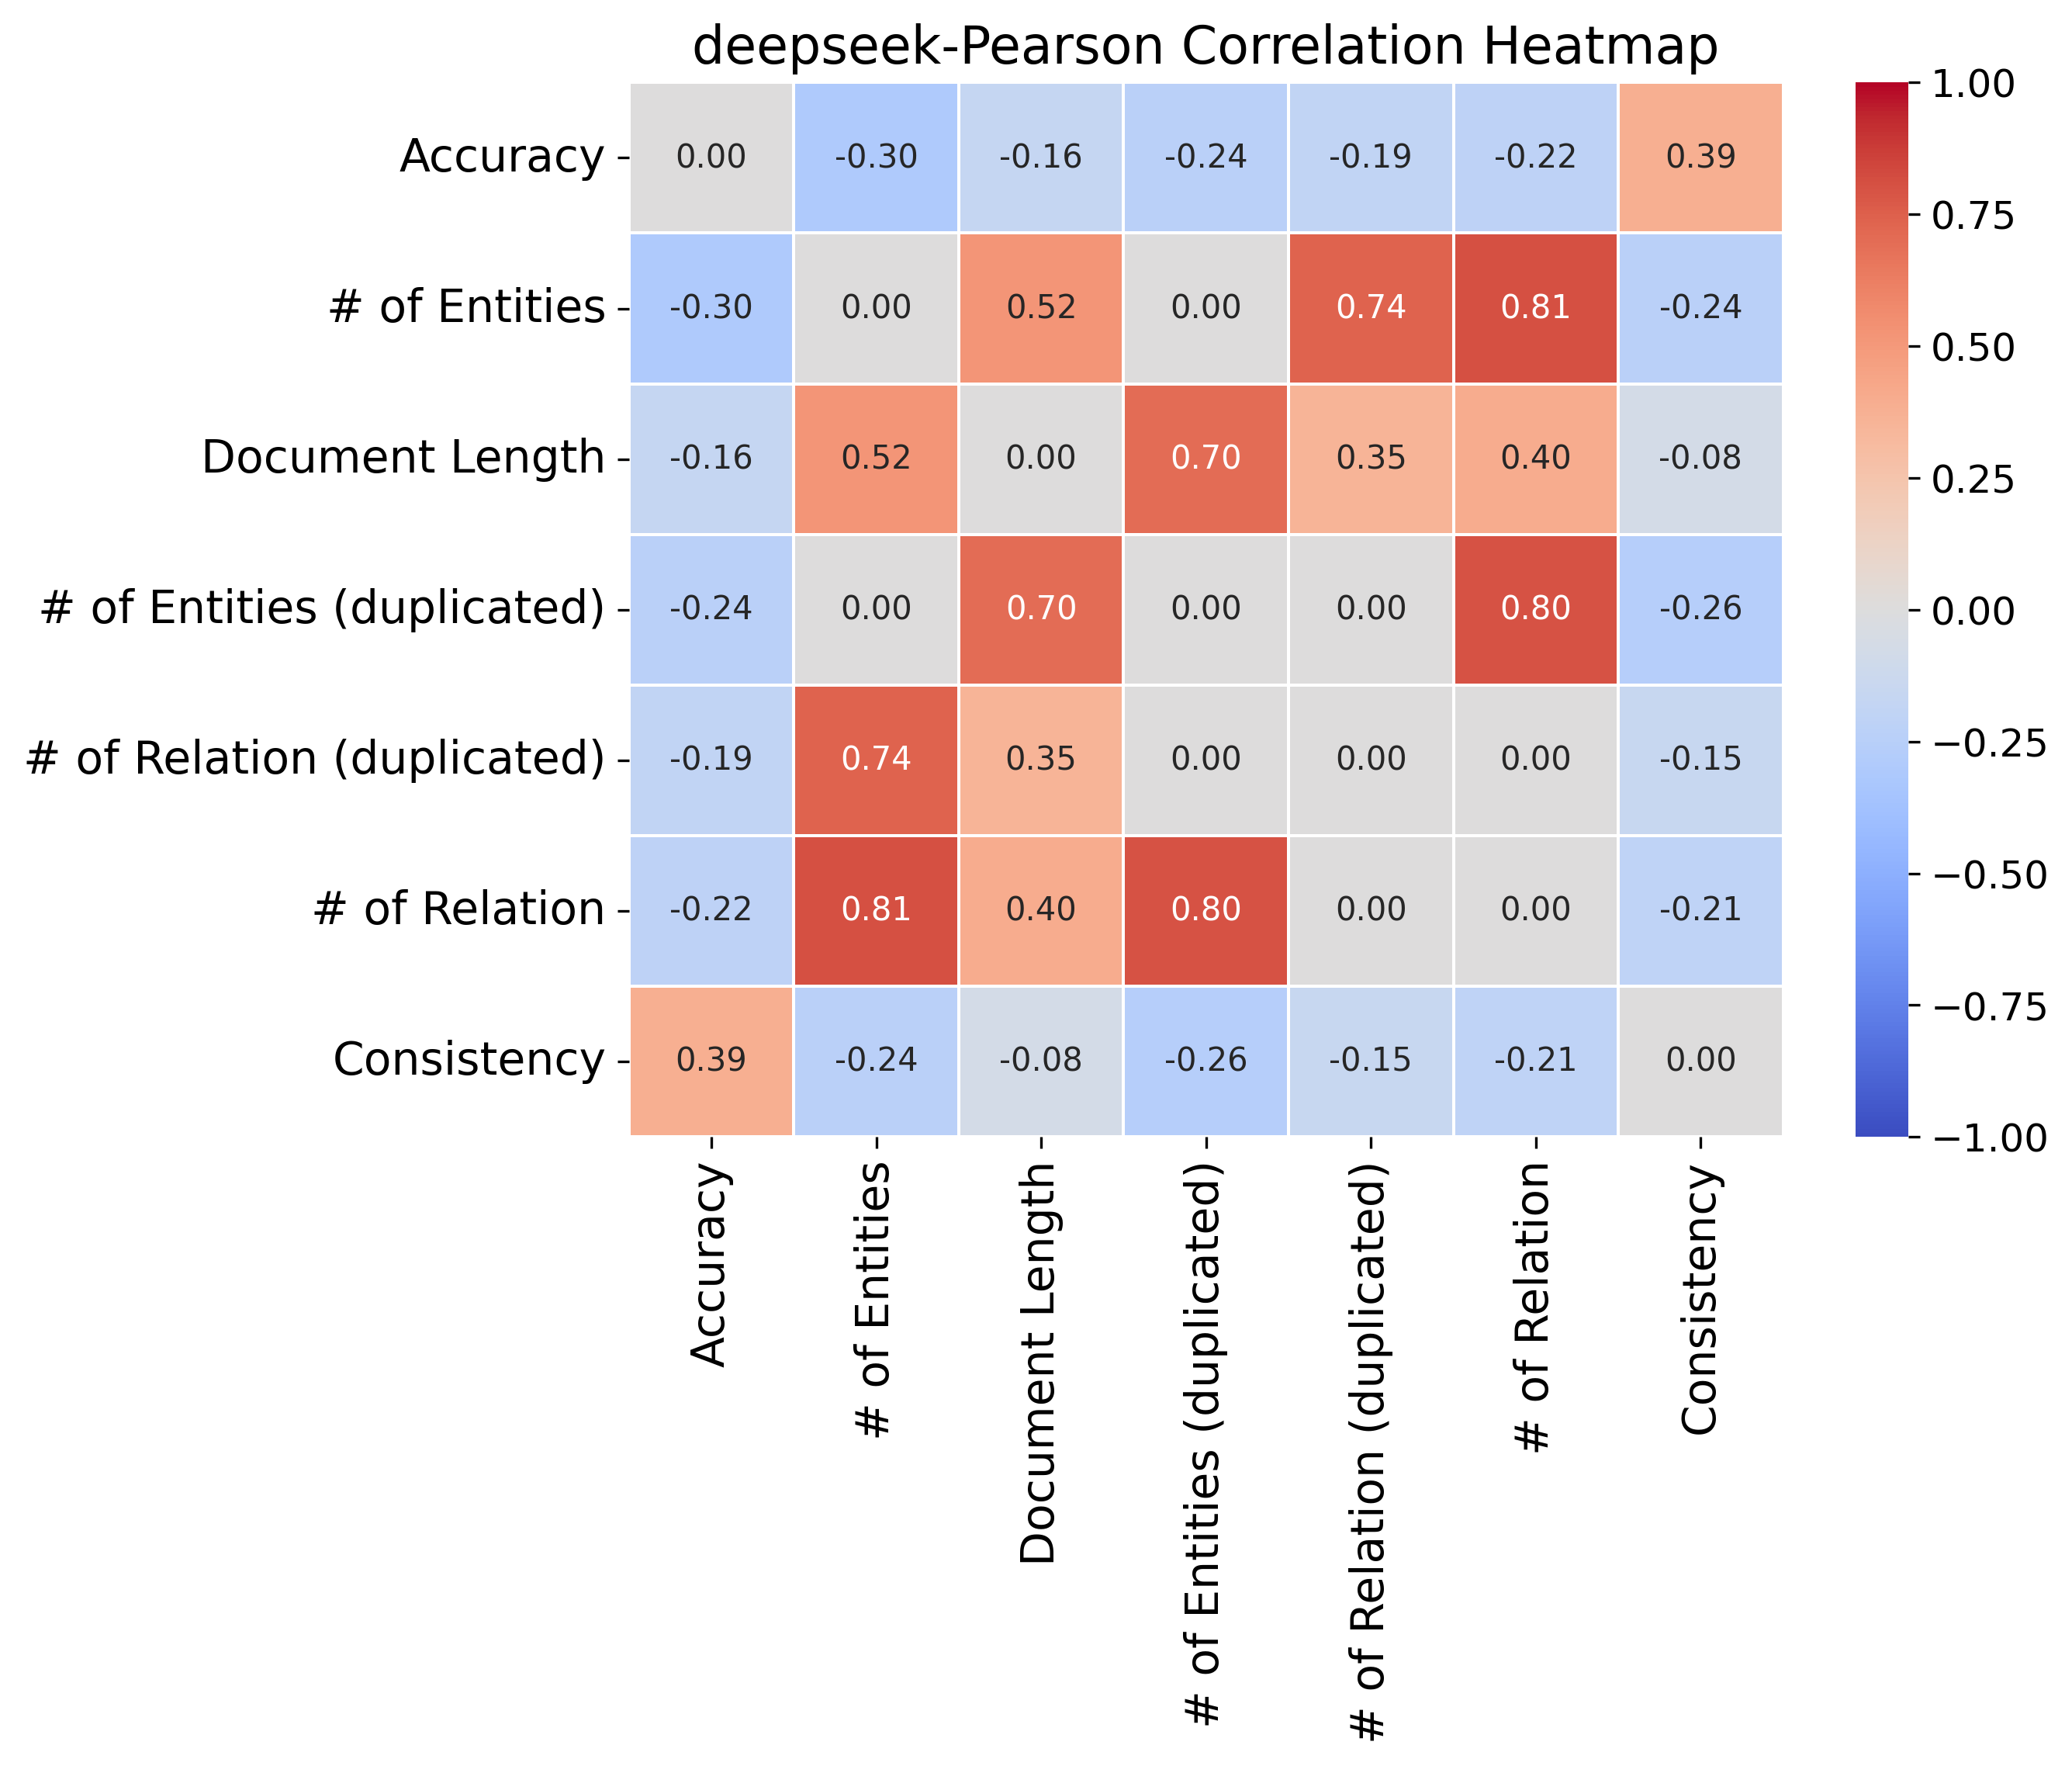 deepseek-Pearson Correlation Heatmap
Accuracy 0.00 -0.30 -0.16 -0.24 -0.19 -0.22 0.39
# of Entities -0.30 0.00 0.52 0.00 0.74 0.81 -0.24
Document Length -0.16 0.52 0.00 0.70 0.35 0.40 -0.08
# of Entities (duplicated) -0.24 0.00 0.70 0.00 0.00 0.80 -0.26
# of Relation (duplicated) -0.19 0.74 0.35 0.00 0.00 0.00 -0.15
# of Relation -0.22 0.81 0.40 0.80 0.00 0.00 -0.21
Consistency 0.39 -0.24 -0.08 -0.26 -0.15 -0.21 0.00
Accuracy
# of Entities
Document Length
# of Entities (duplicated)
# of Relation (duplicated)
# of Relation
Consistency
1.00
0.75
0.50
0.25
0.00
−0.25
−0.50
−0.75
−1.00